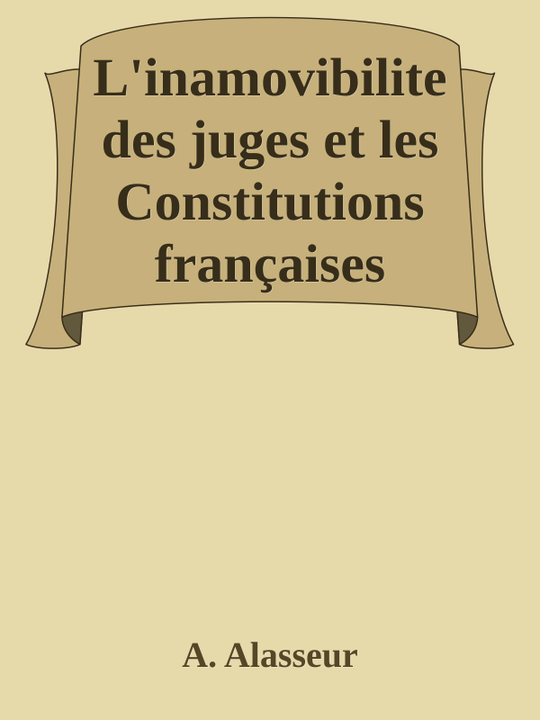 L'inamovibilite
des juges et les
Constitutions
françaises
A. Alasseur